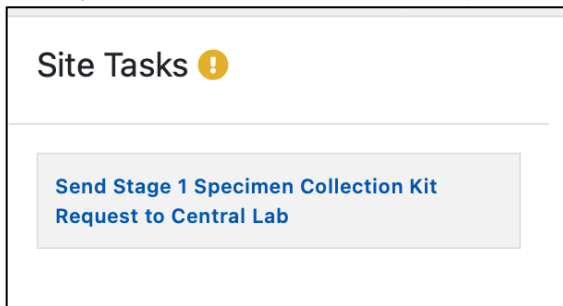 Site Tasks
Send Stage 1 Specimen Collection Kit
Request to Central Lab